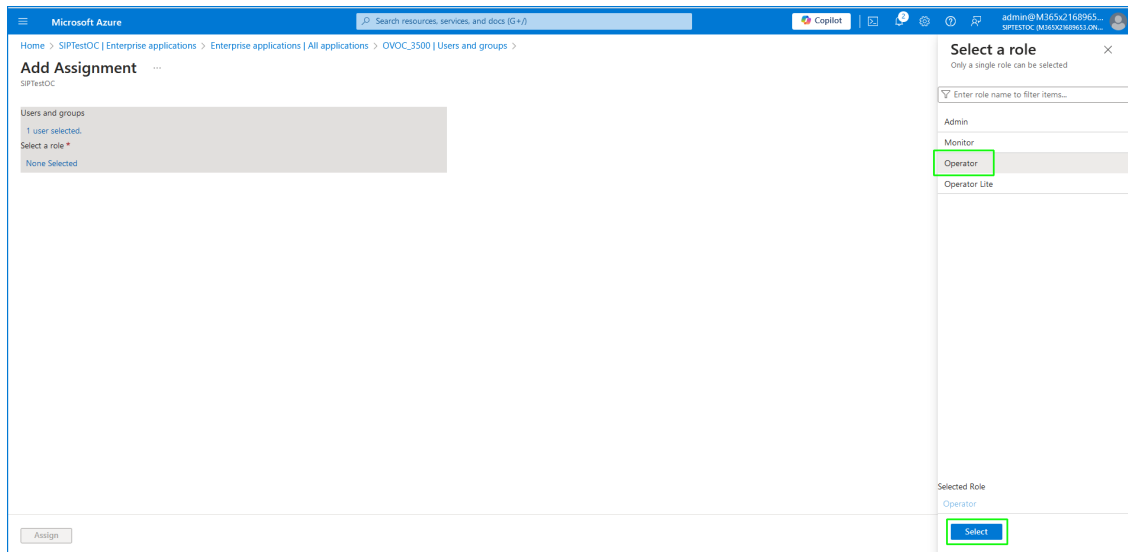 Microsoft Azure
Search resources, services, and docs (G+/)
Copilot
2
admin@M365x2168965...
SIPTESTOC (M365X21689653.ON...
Home > SIPTestOC | Enterprise applications > Enterprise applications | All applications > OVOC_3500 | Users and groups >
Add Assignment ...
SIPTestOC
Users and groups
1 user selected.
Select a role *
None Selected
Assign
Select a role
Only a single role can be selected
Enter role name to filter items...
Admin
Monitor
Operator
Operator Lite
Selected Role
Operator
Select